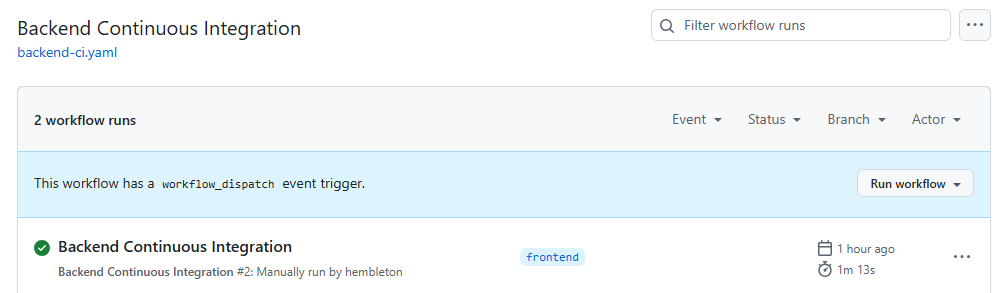 Backend Continuous Integration
Filter workflow runs
backend-ci.yaml
2 workflow runs
Event
Status
Branch
Actor
This workflow has a workflow_dispatch event trigger.
Run workflow
Backend Continuous Integration
frontend
1 hour ago
Backend Continuous Integration #2: Manually run by hembleton
1m 13s